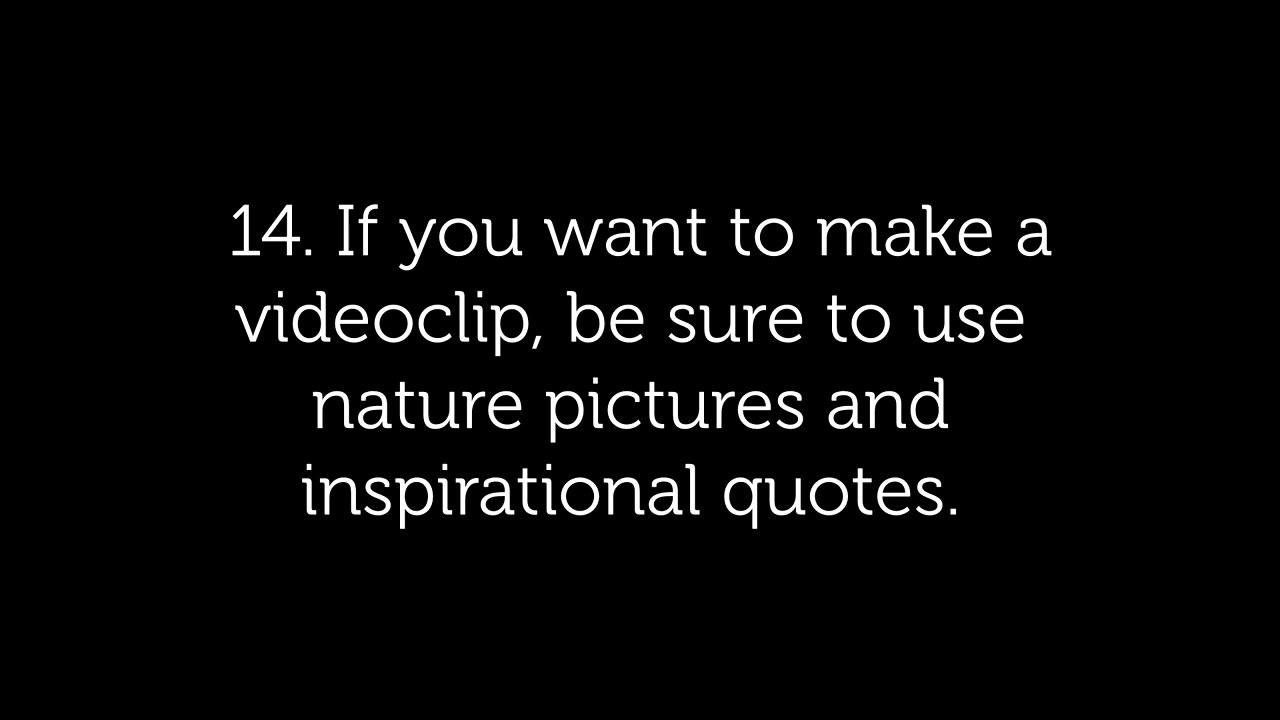 14. If you want to make a
videoclip, be sure to use
nature pictures and
inspirational quotes.